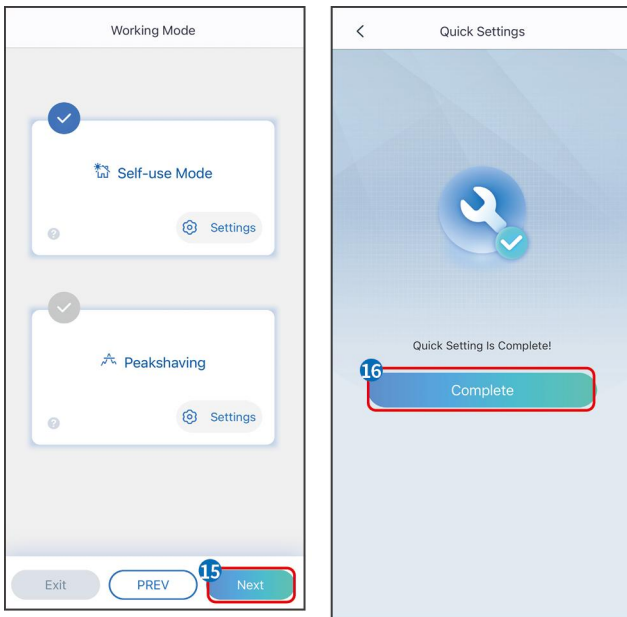 Working Mode
Self-use Mode
?
Settings
Peakshaving
?
Settings
Exit
PREV
15
Next
Quick Settings
Quick Setting Is Complete!
16
Complete